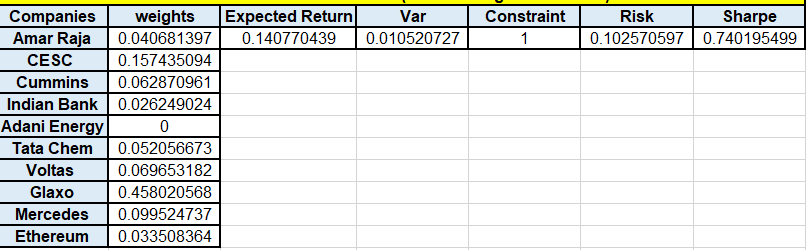 Companies weights Expected Return Var Constraint Risk Sharpe
Amar Raja 0.040681397 0.140770439 0.010520727 1 0.102570597 0.740195499
CESC 0.157435094
Cummins 0.062870961
Indian Bank 0.026249024
Adani Energy 0
Tata Chem 0.052056673
Voltas 0.069653182
Glaxo 0.458020568
Mercedes 0.099524737
Ethereum 0.033508364